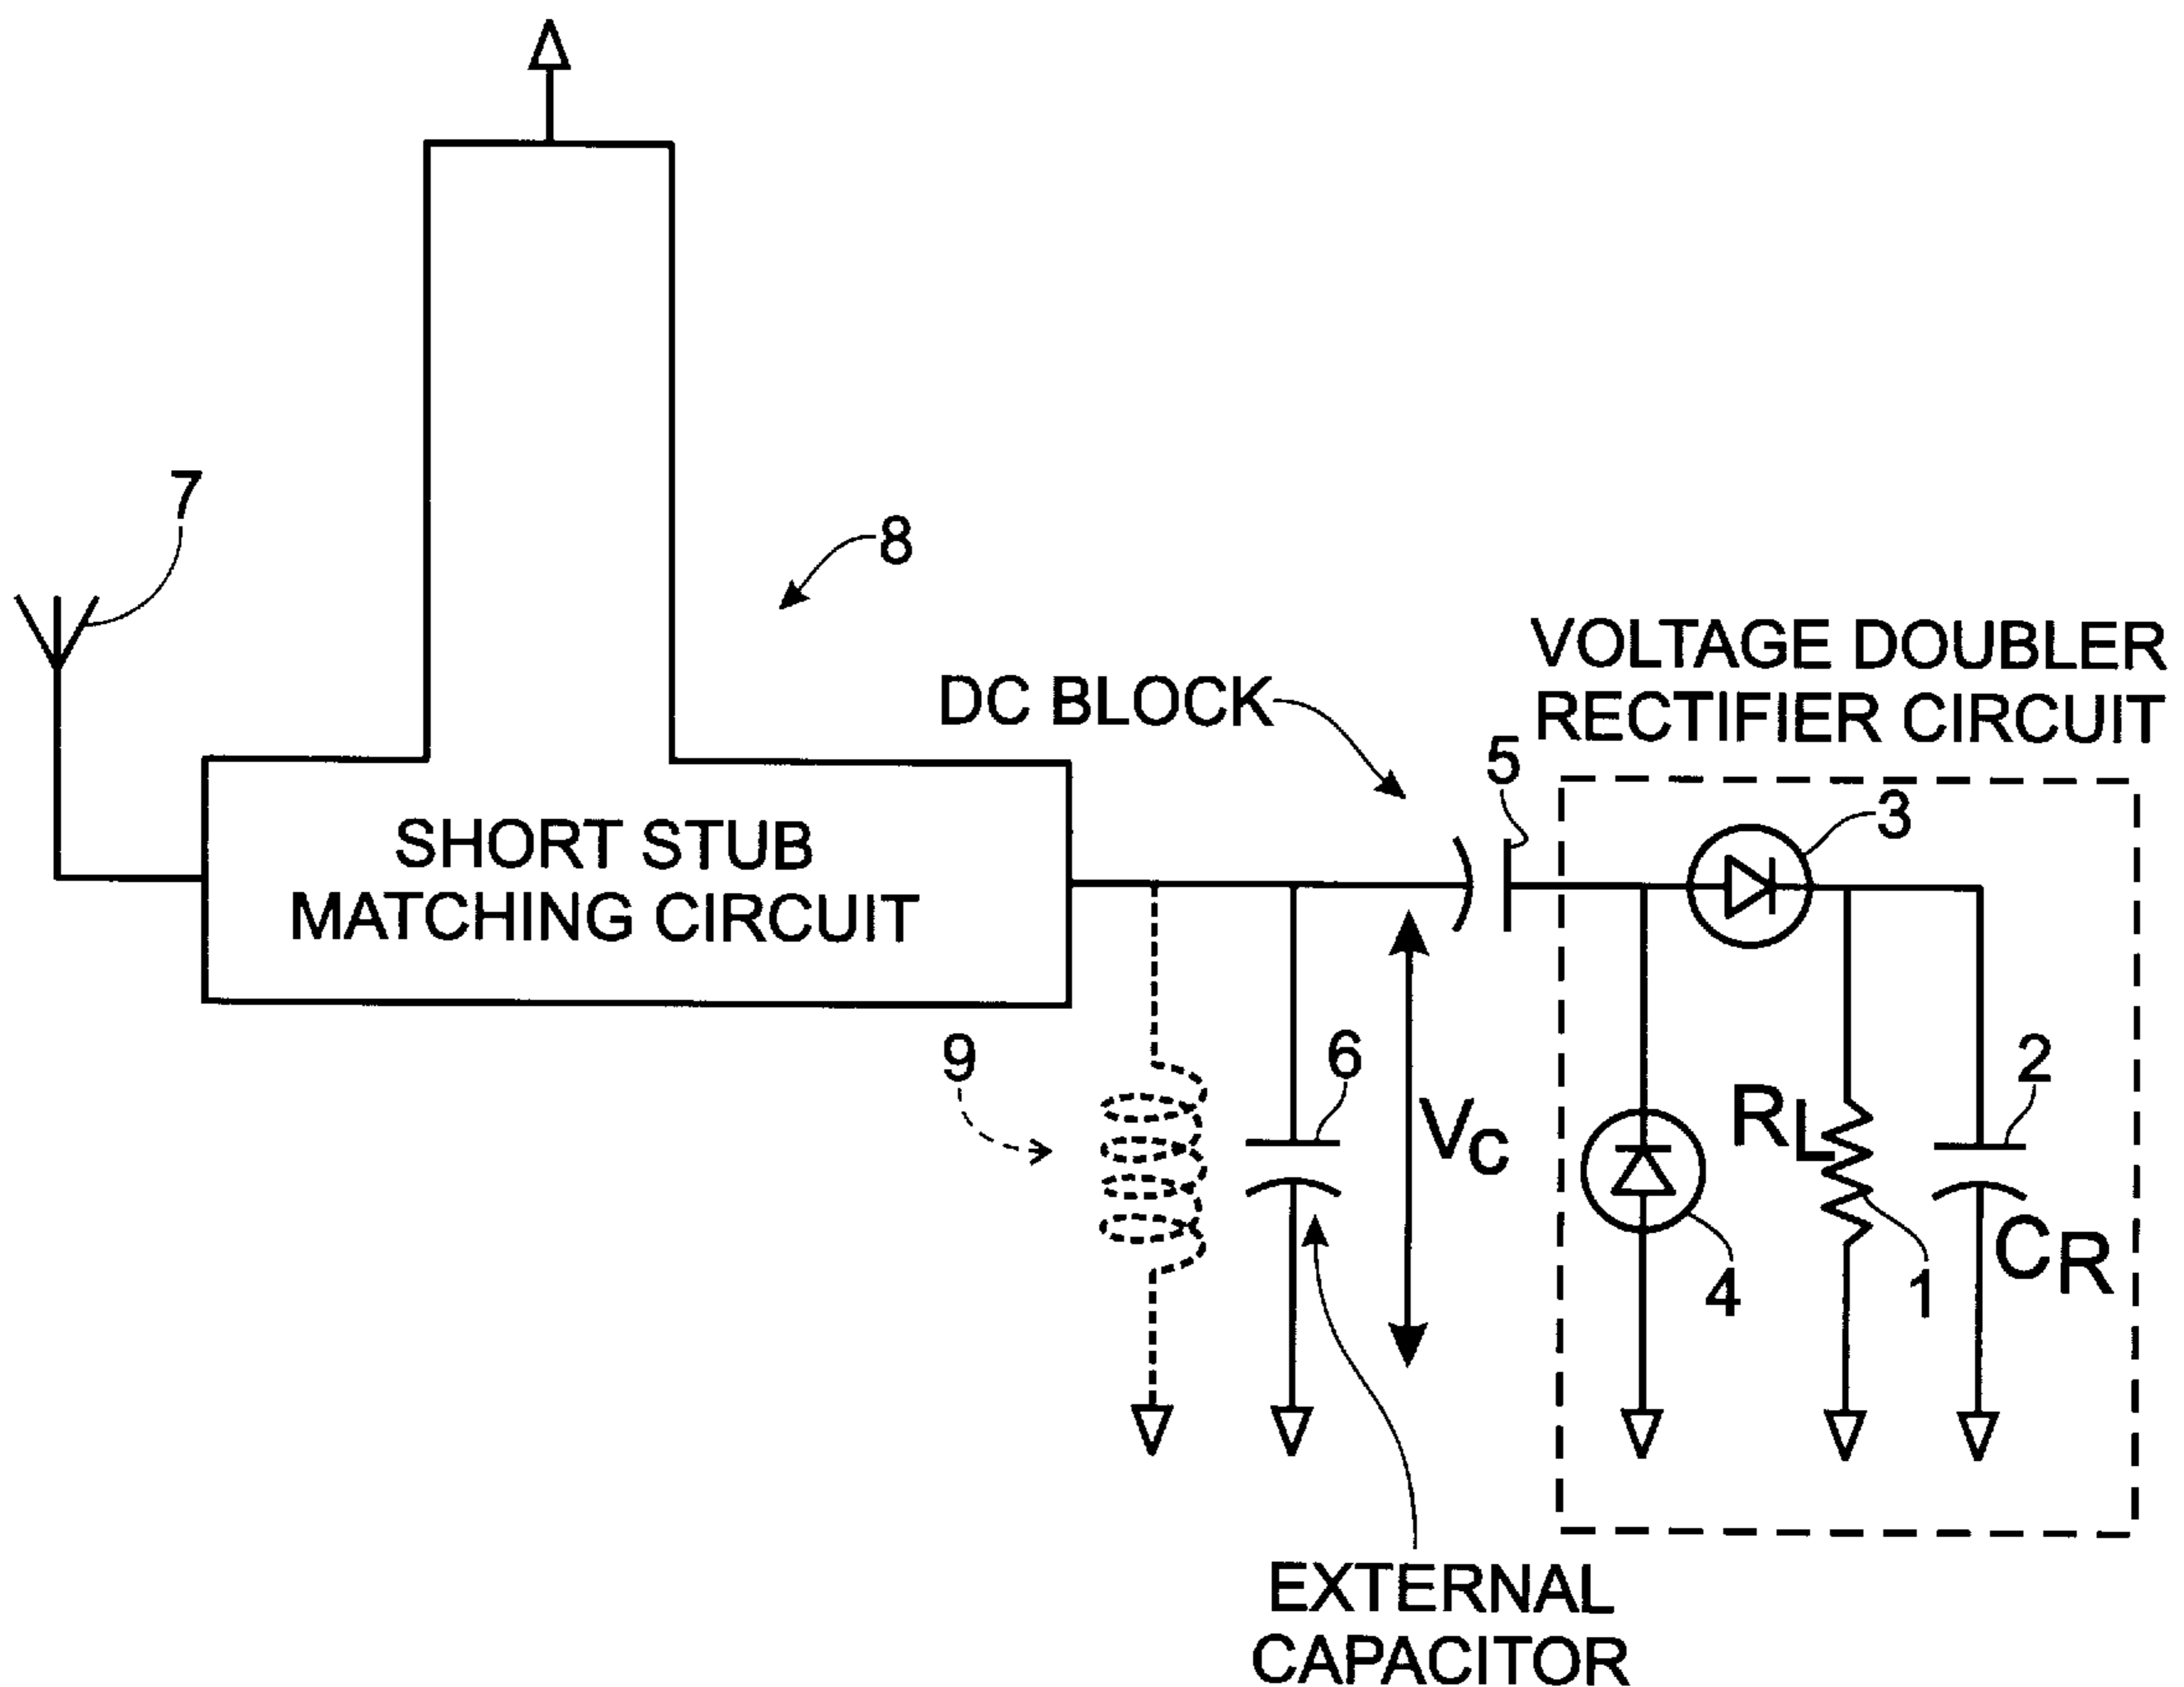 7
8
VOLTAGE DOUBLER
RECTIFIER CIRCUIT
DC BLOCK
5
3
SHORT STUB
MATCHING CIRCUIT
9
6
2
VC
RL
CR
4
1
EXTERNAL
CAPACITOR